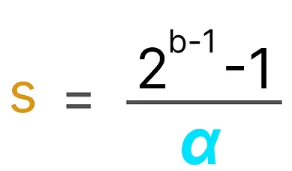 s = (2^{b-1} - 1) / α